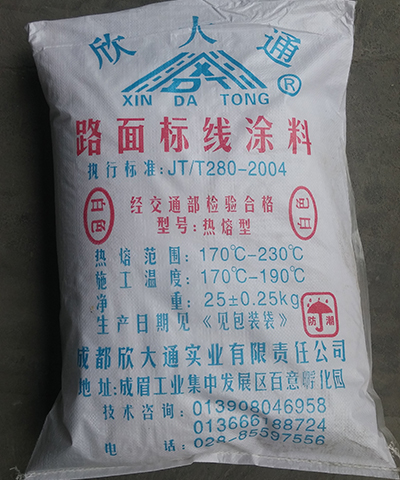 欣大通
®
XIN DA TONG
路面标线涂料
执行标准:JT/T280-2004
白色
经交通部检验合格
型号:热熔型
热熔范围:170℃-230℃
施工温度:170℃-190℃
净重:25±0.25kg
生产日期见《见包装袋》
防潮
成都欣大通实业有限责任公司
地址:成眉工业集中发展区百意孵化园
技术咨询:013908046958
013666188724
电话:028-85597556